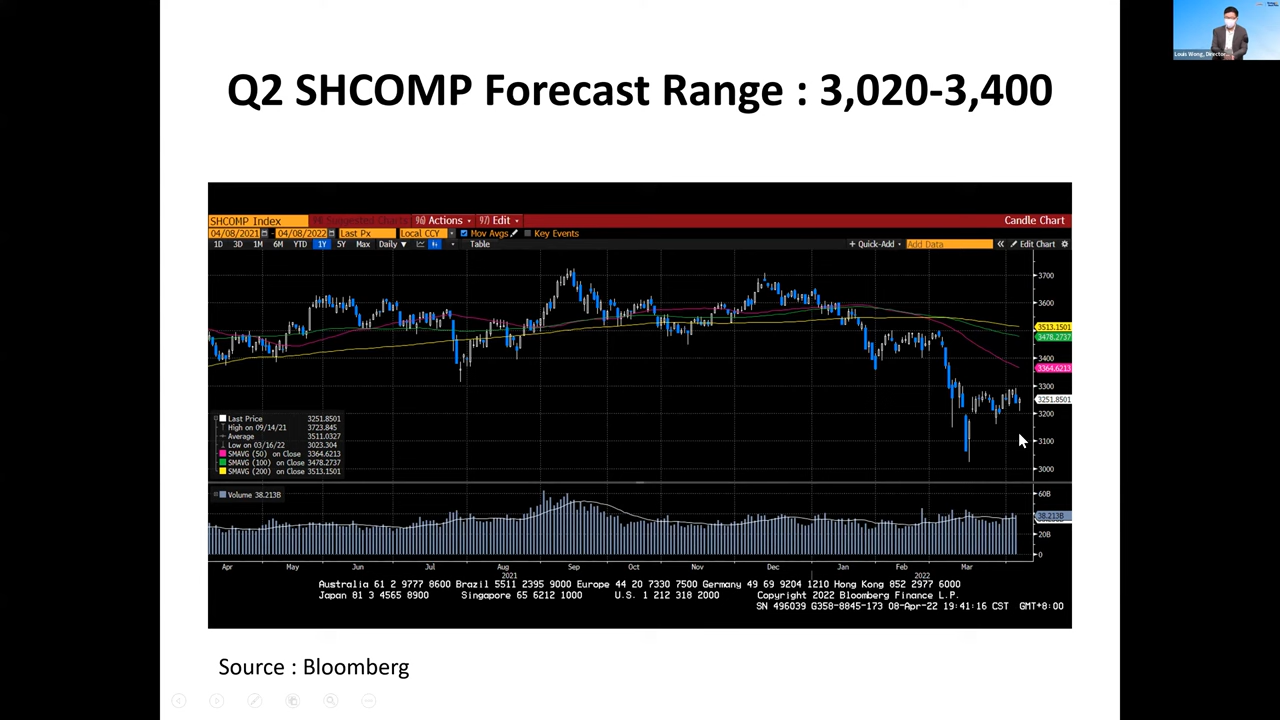 Louis Wong, Director...
Q2 SHCOMP Forecast Range : 3,020-3,400
SHCOMP Index 96) Actions 97) Edit Candle Chart
04/08/2021 - 04/08/2022 Last Px Local CCY Mov Avgs Key Events
1D 3D 1M 6M YTD 1Y 5Y Max Daily Table + Quick-Add Add Data « Edit Chart
3700
3600
3513.1501
3478.2737
3400
3364.6213
3300
3251.8501
3200
3100
3000
Last Price 3251.8501
High on 09/14/21 3723.845
Average 3511.0327
Low on 03/16/22 3023.304
SMAVG (50) on Close 3364.6213
SMAVG (100) on Close 3478.2737
SMAVG (200) on Close 3513.1501
Volume 38.213B
60B
38.213B
20B
0
Apr May Jun Jul Aug Sep Oct Nov Dec Jan Feb Mar
2021 2022
Australia 61 2 9777 8600 Brazil 5511 2395 9000 Europe 44 20 7330 7500 Germany 49 69 9204 1210 Hong Kong 852 2977 6000
Japan 81 3 4565 8900 Singapore 65 6212 1000 U.S. 1 212 318 2000 Copyright 2022 Bloomberg Finance L.P.
SN 496039 G358-8845-173 08-Apr-22 19:41:16 CST GMT+8:00
Source : Bloomberg